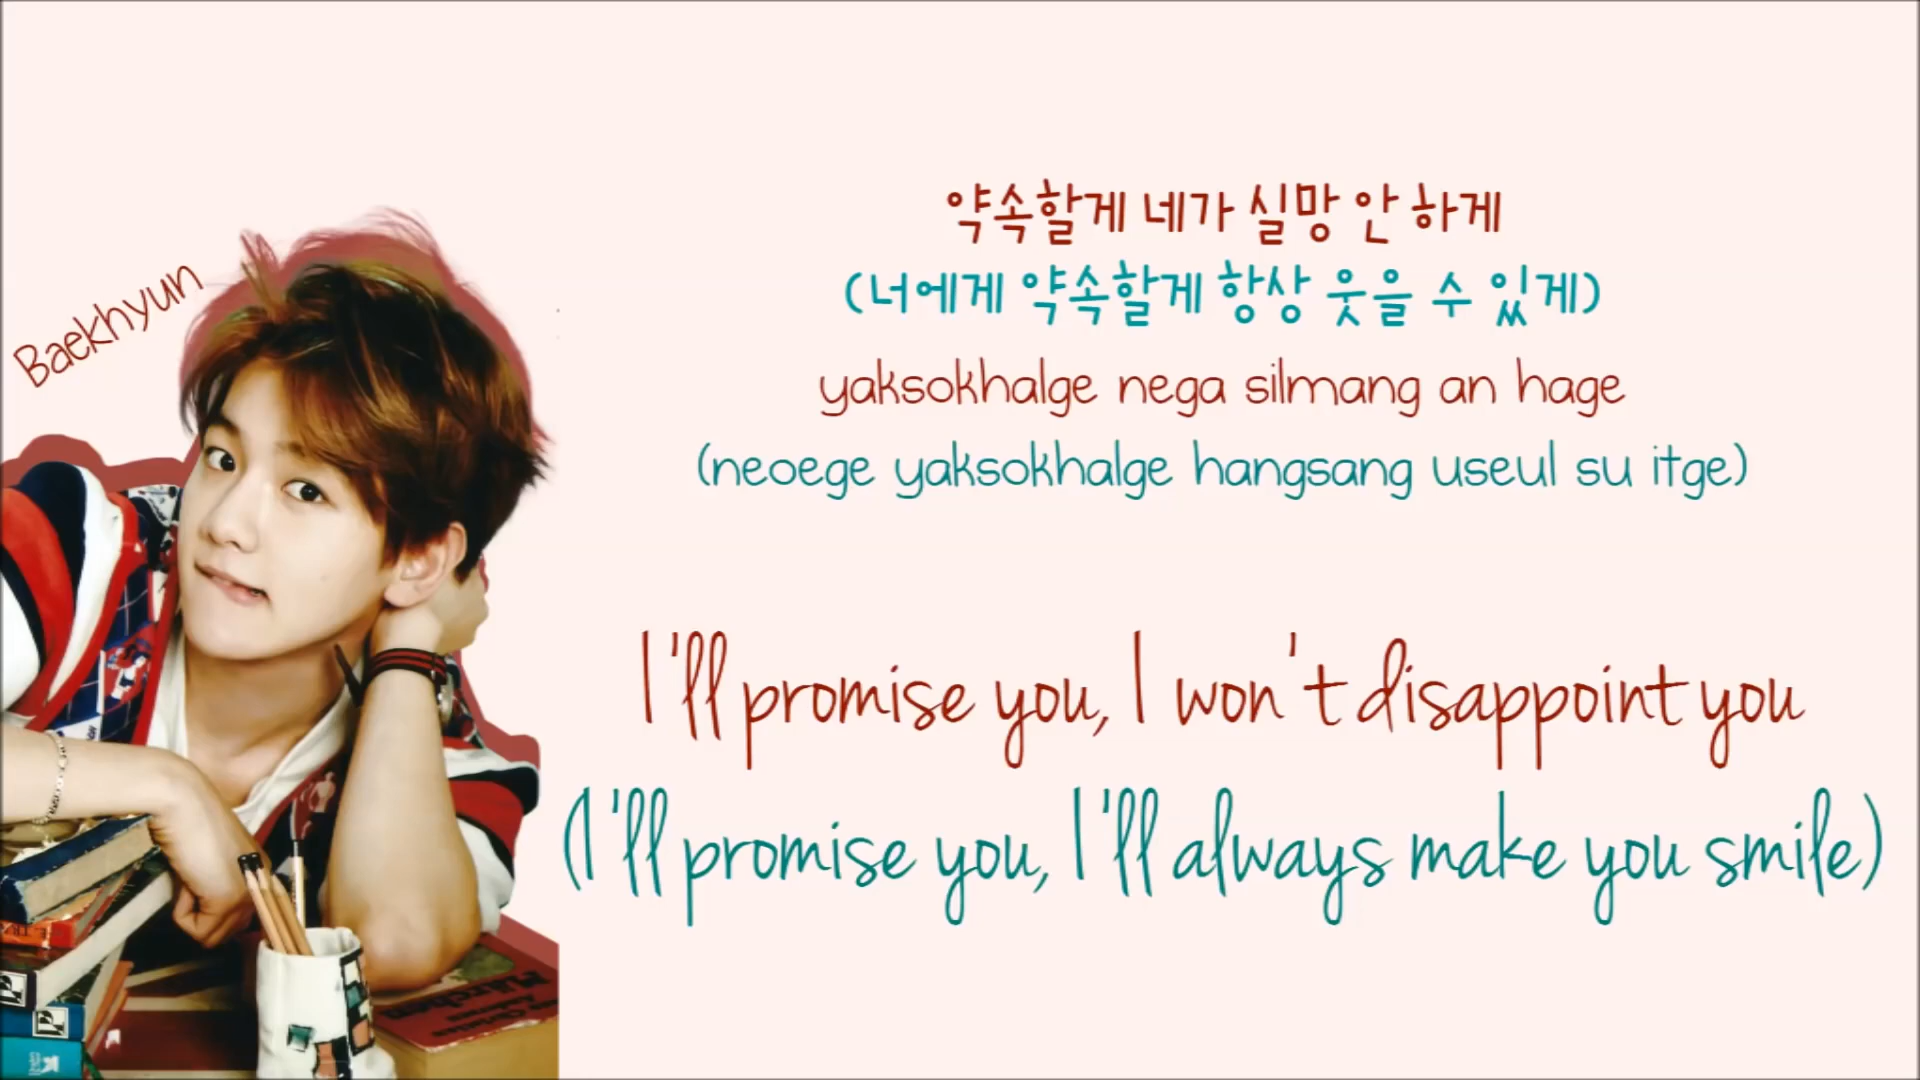 Baekhyun
약속할게 네가 실망 안 하게
(너에게 약속할게 항상 웃을 수 있게)
yaksokhalge nega silmang an hage
(neoege yaksokhalge hangsang useul su itge)
I'll promise you, I won't disappoint you
(I'll promise you, I'll always make you smile)
Märchen